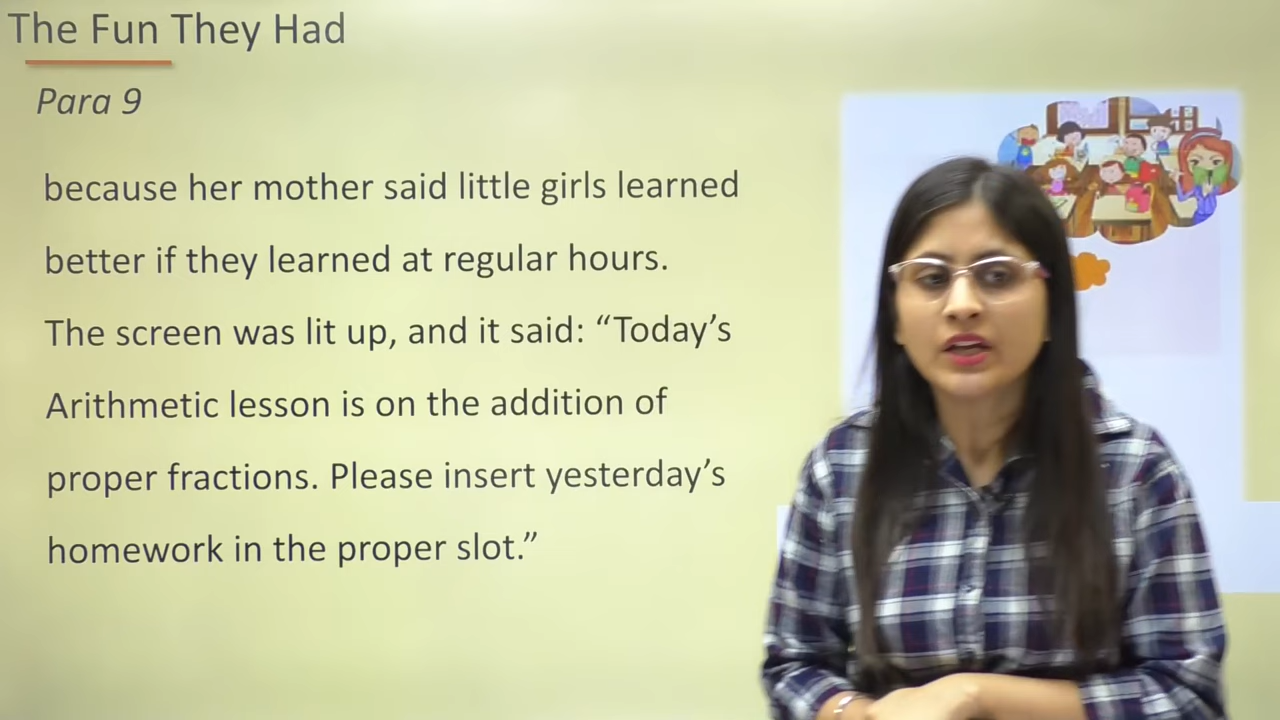 The Fun They Had
Para 9
because her mother said little girls learned
better if they learned at regular hours.
The screen was lit up, and it said: “Today’s
Arithmetic lesson is on the addition of
proper fractions. Please insert yesterday’s
homework in the proper slot.”